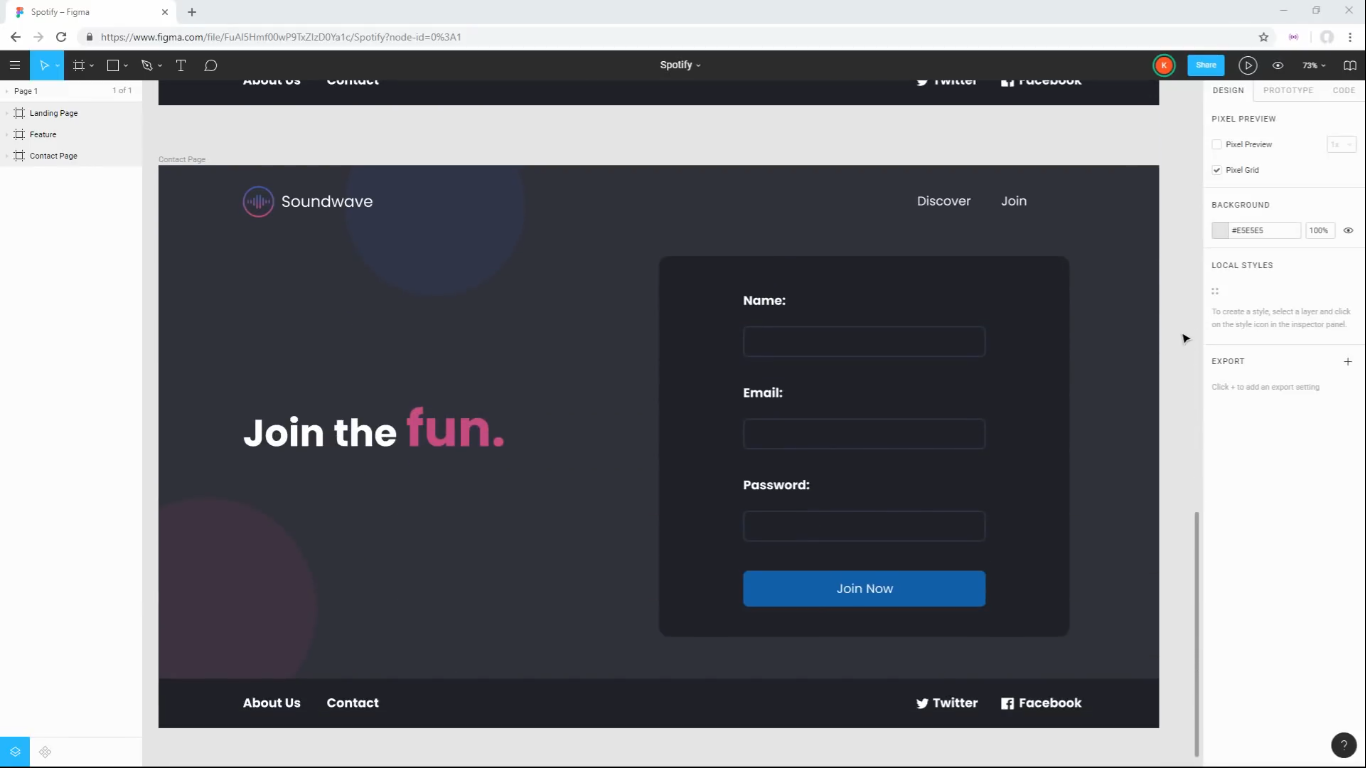 Spotify – Figma
https://www.figma.com/file/FuAl5Hmf00wP9TxZIzD0Ya1c/Spotify?node-id=0%3A1
Spotify
K
Share
73%
Page 1
1 of 1
Landing Page
Feature
Contact Page
About Us Contact Twitter Facebook
Contact Page
Soundwave
Discover Join
Name:
Email:
Join the fun.
Password:
Join Now
About Us Contact Twitter Facebook
DESIGN PROTOTYPE CODE
PIXEL PREVIEW
Pixel Preview 1x
Pixel Grid
BACKGROUND
#E5E5E5 100%
LOCAL STYLES
To create a style, select a layer and click
on the style icon in the inspector panel.
EXPORT
Click + to add an export setting
?